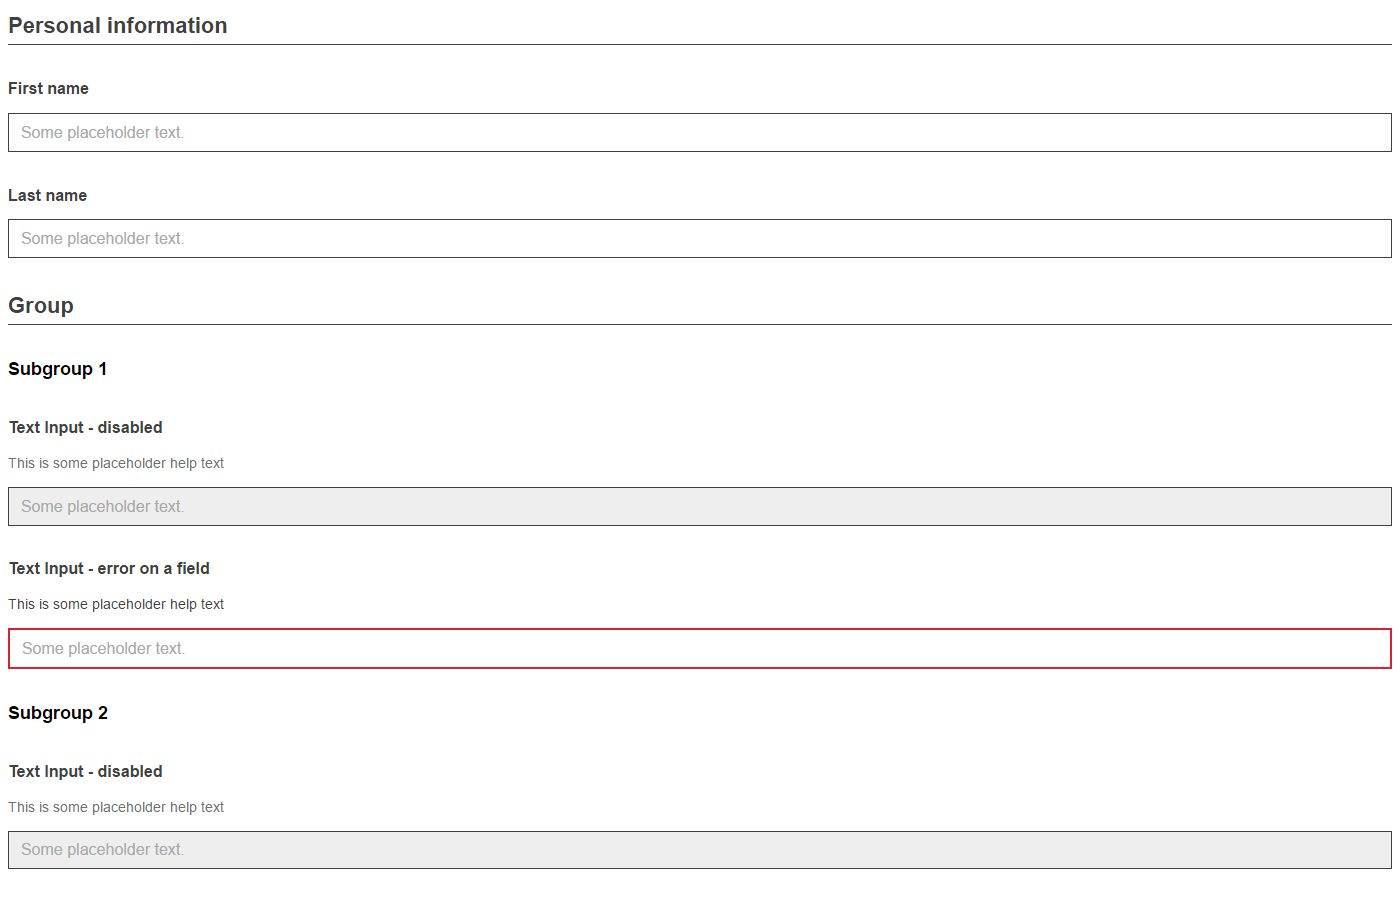 Personal information
First name
Some placeholder text.
Last name
Some placeholder text.
Group
Subgroup 1
Text Input - disabled
This is some placeholder help text
Some placeholder text.
Text Input - error on a field
This is some placeholder help text
Some placeholder text.
Subgroup 2
Text Input - disabled
This is some placeholder help text
Some placeholder text.